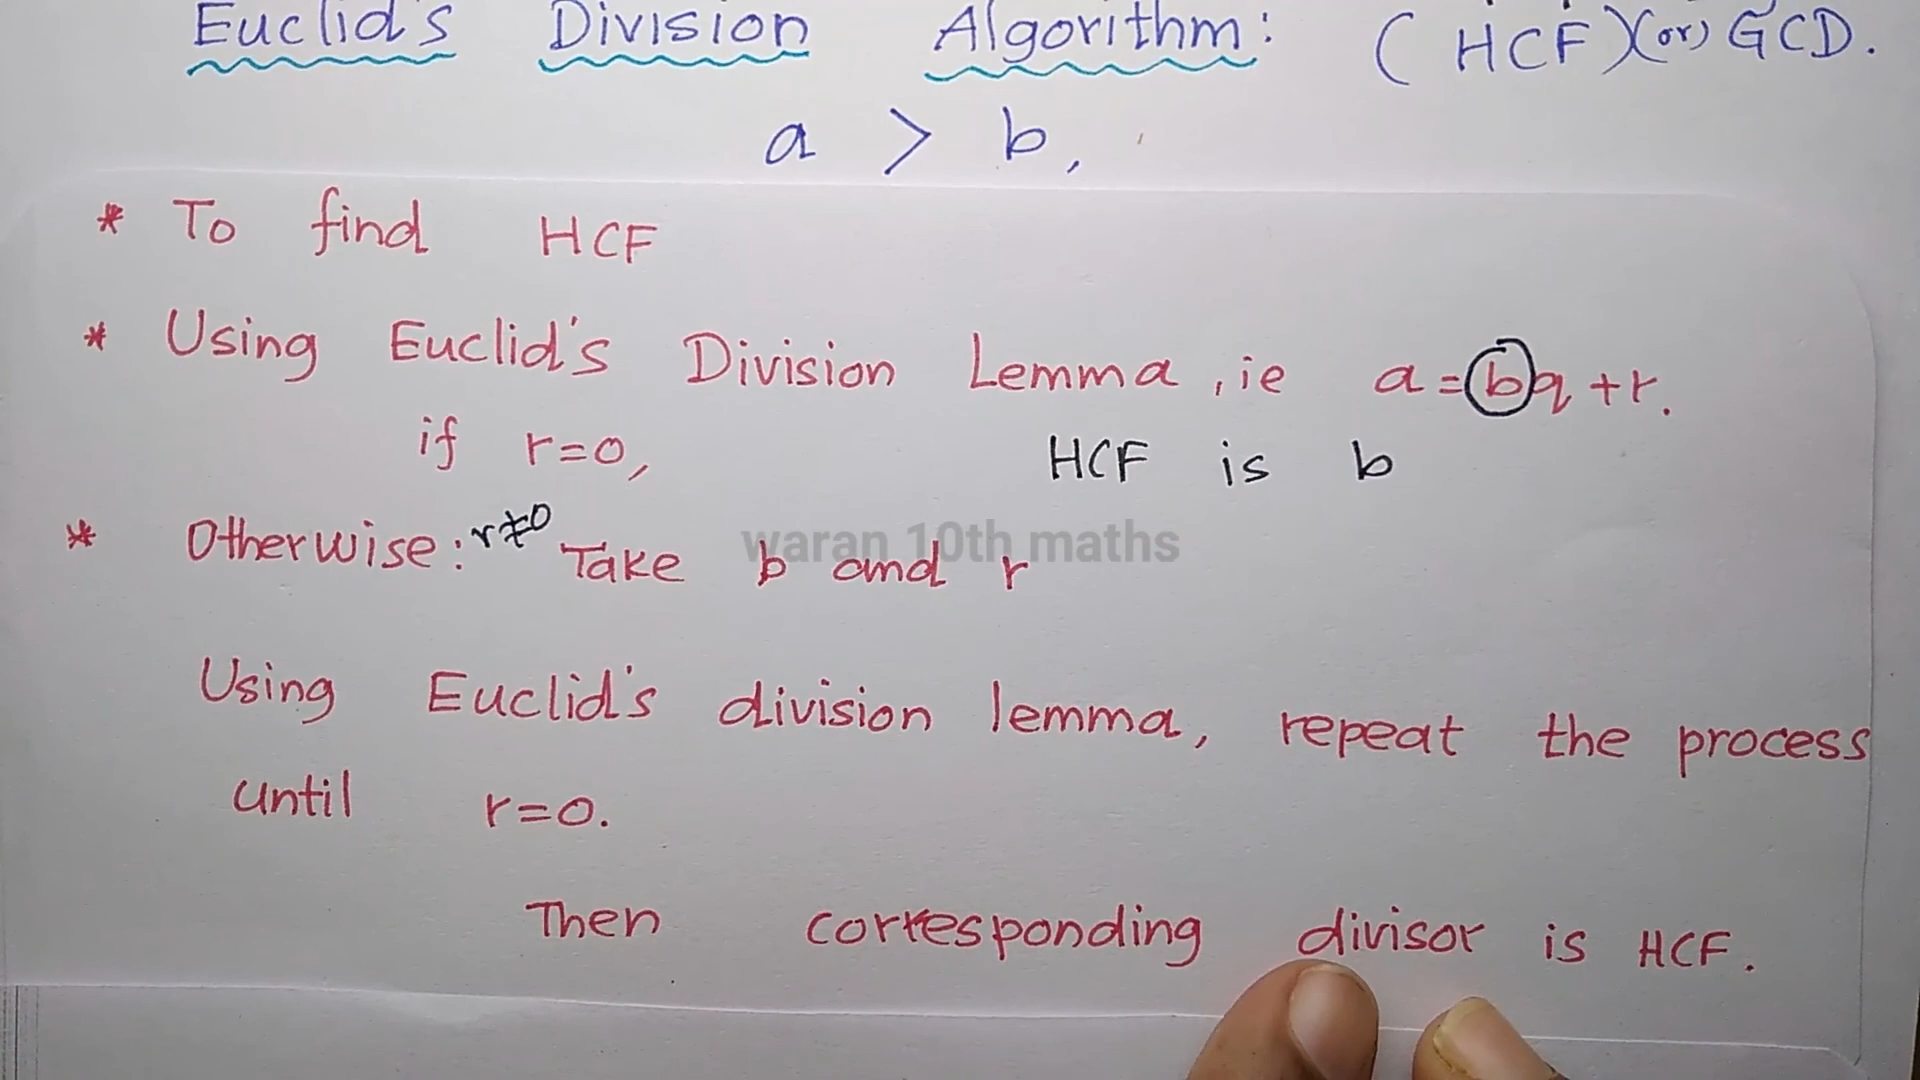 Euclid's Division Algorithm: (HCF)(or) GCD.
a > b,
* To find HCF
* Using Euclid's Division Lemma, ie a=bq+r.
if r=0, HCF is b
* Otherwise: r≠0 Take b and r
waran 10th maths
Using Euclid's division lemma, repeat the process
until r=0.
Then corresponding divisor is HCF.